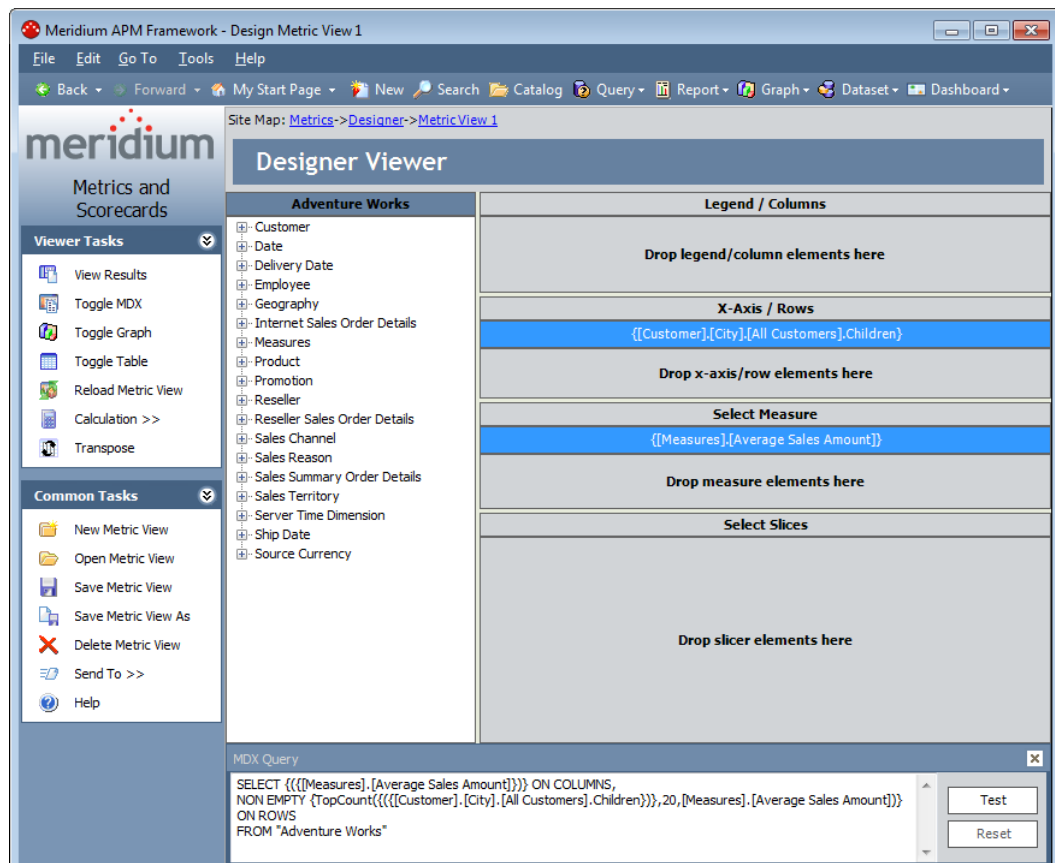 Meridium APM Framework - Design Metric View 1
File Edit Go To Tools Help
Back Forward My Start Page New Search Catalog Query Report Graph Dataset Dashboard
meridium
Metrics and
Scorecards
Viewer Tasks
View Results
Toggle MDX
Toggle Graph
Toggle Table
Reload Metric View
Calculation >>
Transpose
Common Tasks
New Metric View
Open Metric View
Save Metric View
Save Metric View As
Delete Metric View
Send To >>
Help
Site Map: Metrics->Designer->Metric View 1
Designer Viewer
Adventure Works
Customer
Date
Delivery Date
Employee
Geography
Internet Sales Order Details
Measures
Product
Promotion
Reseller
Reseller Sales Order Details
Sales Channel
Sales Reason
Sales Summary Order Details
Sales Territory
Server Time Dimension
Ship Date
Source Currency
Legend / Columns
Drop legend/column elements here
X-Axis / Rows
{[Customer].[City].[All Customers].Children}
Drop x-axis/row elements here
Select Measure
{[Measures].[Average Sales Amount]}
Drop measure elements here
Select Slices
Drop slicer elements here
MDX Query
SELECT {({[Measures].[Average Sales Amount]})} ON COLUMNS,
NON EMPTY {TopCount({({[Customer].[City].[All Customers].Children})},20,[Measures].[Average Sales Amount])}
ON ROWS
FROM "Adventure Works"
Test
Reset